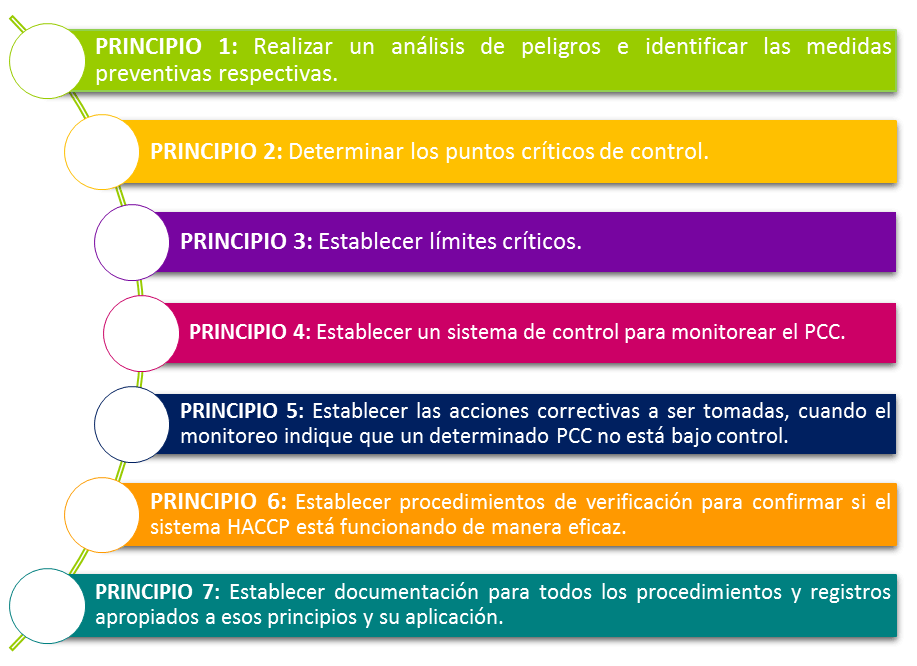 PRINCIPIO 1: Realizar un análisis de peligros e identificar las medidas
preventivas respectivas.
PRINCIPIO 2: Determinar los puntos críticos de control.
PRINCIPIO 3: Establecer límites críticos.
PRINCIPIO 4: Establecer un sistema de control para monitorear el PCC.
PRINCIPIO 5: Establecer las acciones correctivas a ser tomadas, cuando el
monitoreo indique que un determinado PCC no está bajo control.
PRINCIPIO 6: Establecer procedimientos de verificación para confirmar si el
sistema HACCP está funcionando de manera eficaz.
PRINCIPIO 7: Establecer documentación para todos los procedimientos y registros
apropiados a esos principios y su aplicación.